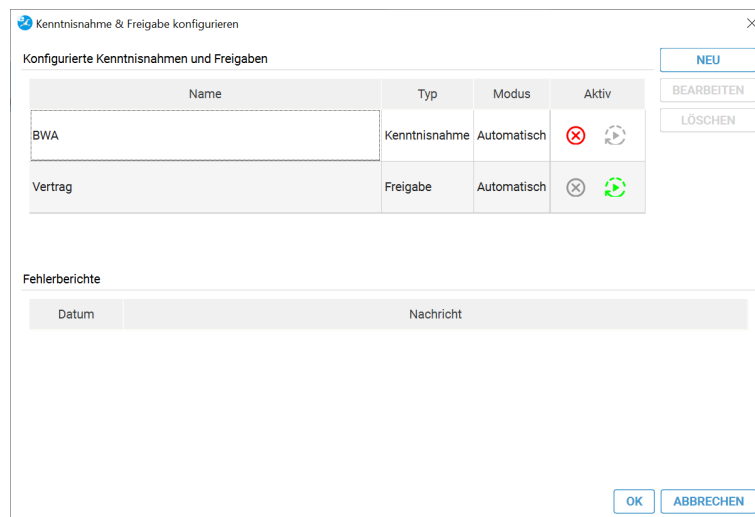 Kenntnisnahme & Freigabe konfigurieren
Konfigurierte Kenntnisnahmen und Freigaben
NEU
Name Typ Modus Aktiv
BEARBEITEN
LÖSCHEN
BWA Kenntnisnahme Automatisch
Vertrag Freigabe Automatisch
Fehlerberichte
Datum Nachricht
OK ABBRECHEN